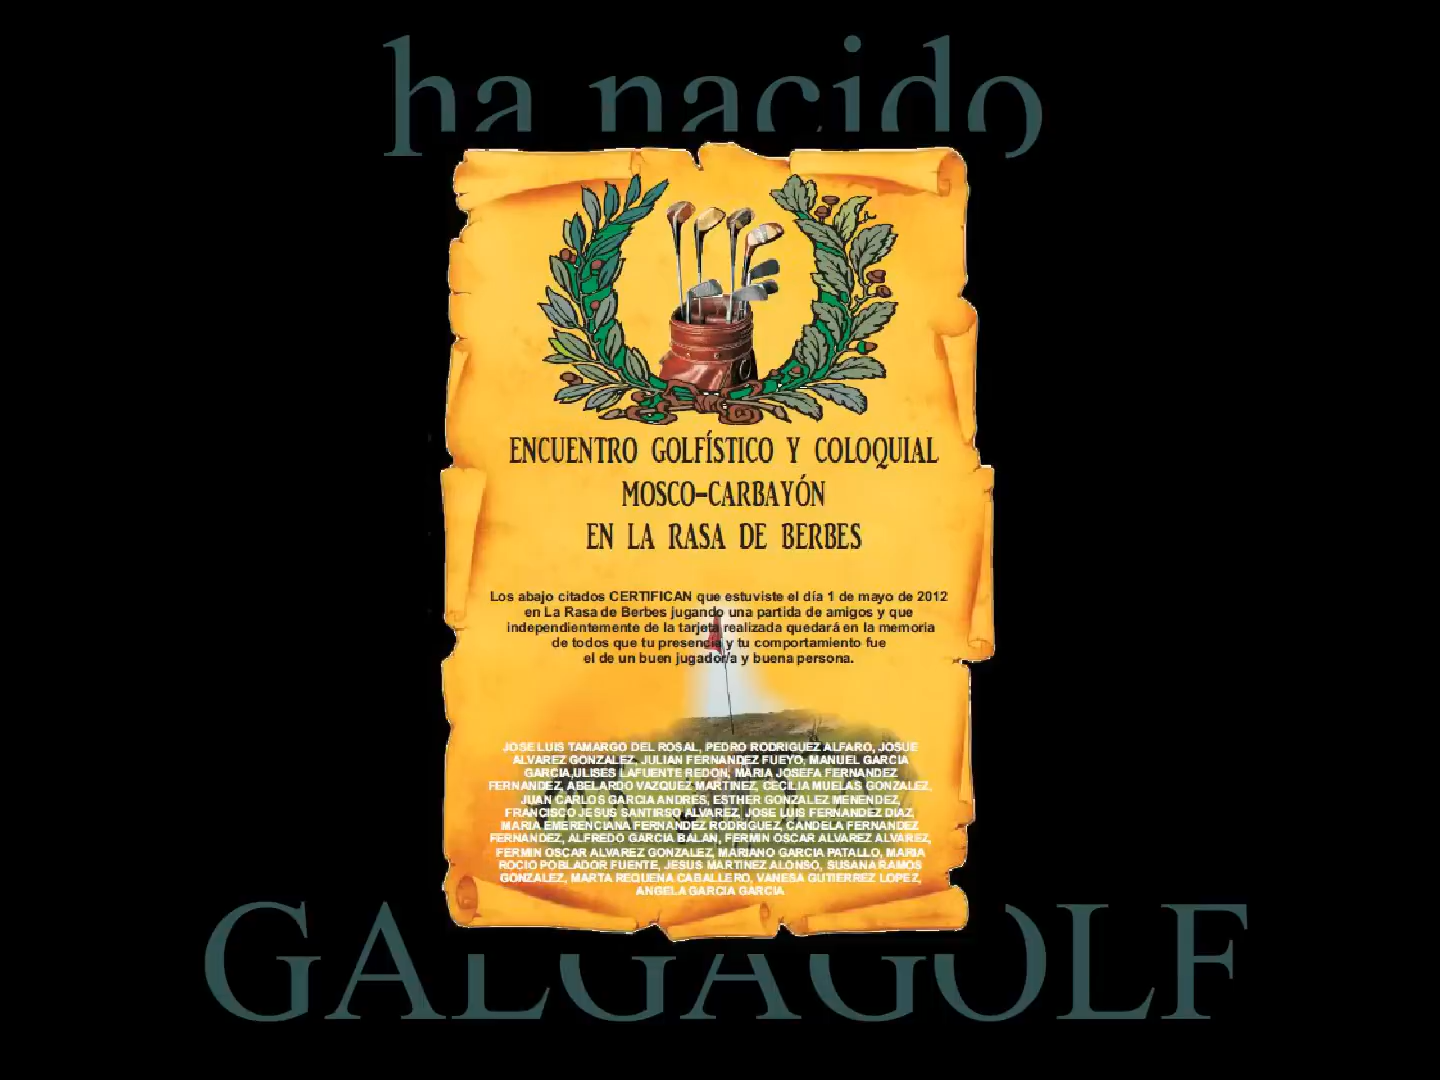 ha nacido
ENCUENTRO GOLFÍSTICO Y COLOQUIAL
MOSCO-CARBAYÓN
EN LA RASA DE BERBES
Los abajo citados CERTIFICAN que estuviste el día 1 de mayo de 2012
en La Rasa de Berbes jugando una partida de amigos y que
independientemente de la tarjeta realizada quedará en la memoria
de todos que tu presencia y tu comportamiento fue
el de un buen jugador/a y buena persona.
JOSE LUIS TAMARGO DEL ROSAL, PEDRO RODRIGUEZ ALFARO, JOSUE
ALVAREZ GONZALEZ, JULIAN FERNANDEZ FUEYO, MANUEL GARCIA
GARCIA,ULISES LAFUENTE REDON, MARIA JOSEFA FERNANDEZ
FERNANDEZ, ABELARDO VAZQUEZ MARTINEZ, CECILIA MUELAS GONZALEZ,
JUAN CARLOS GARCIA ANDRES, ESTHER GONZALEZ MENENDEZ,
FRANCISCO JESUS SANTIRSO ALVAREZ, JOSE LUIS FERNANDEZ DIAZ,
MARIA EMERENCIANA FERNANDEZ RODRIGUEZ, CANDELA FERNANDEZ
FERNANDEZ, ALFREDO GARCIA BALAN, FERMIN OSCAR ALVAREZ ALVAREZ,
FERMIN OSCAR ALVAREZ GONZALEZ, MARIANO GARCIA PATALLO, MARIA
ROCIO POBLADOR FUENTE, JESUS MARTINEZ ALONSO, SUSANA RAMOS
GONZALEZ, MARTA REQUENA CABALLERO, VANESA GUTIERREZ LOPEZ,
ANGELA GARCIA GARCIA.
GALGAGOLF